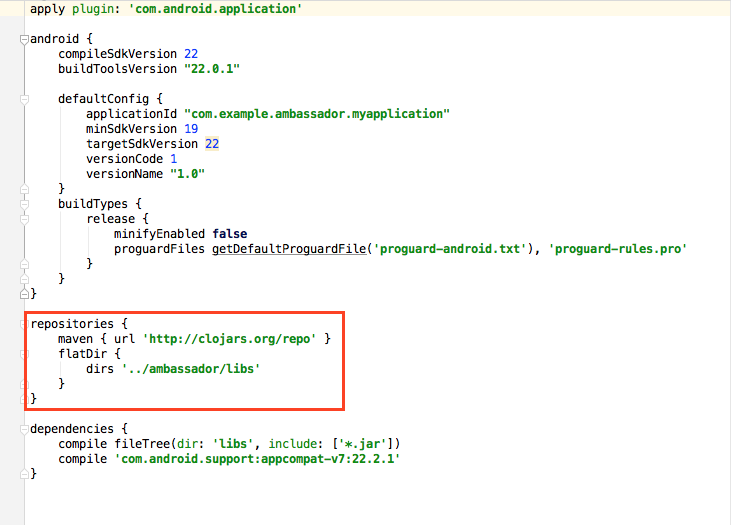 apply plugin: 'com.android.application'
android {
compileSdkVersion 22
buildToolsVersion "22.0.1"
defaultConfig {
applicationId "com.example.ambassador.myapplication"
minSdkVersion 19
targetSdkVersion 22
versionCode 1
versionName "1.0"
}
buildTypes {
release {
minifyEnabled false
proguardFiles getDefaultProguardFile('proguard-android.txt'), 'proguard-rules.pro'
}
}
}
repositories {
maven { url 'http://clojars.org/repo' }
flatDir {
dirs '../ambassador/libs'
}
}
dependencies {
compile fileTree(dir: 'libs', include: ['*.jar'])
compile 'com.android.support:appcompat-v7:22.2.1'
}